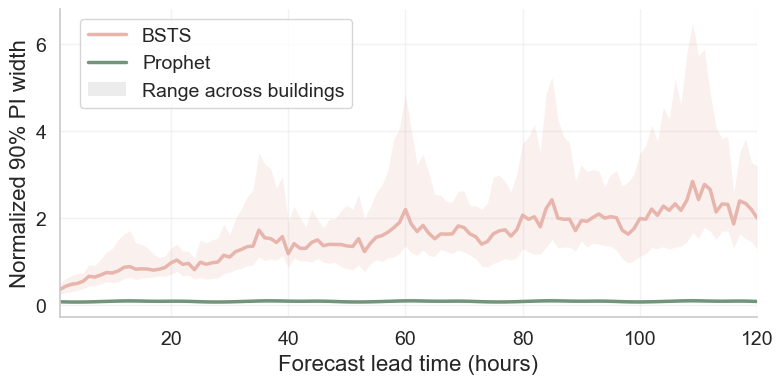 BSTS
Prophet
Range across buildings
Normalized 90% PI width
6
4
2
0
20
40
60
80
100
120
Forecast lead time (hours)